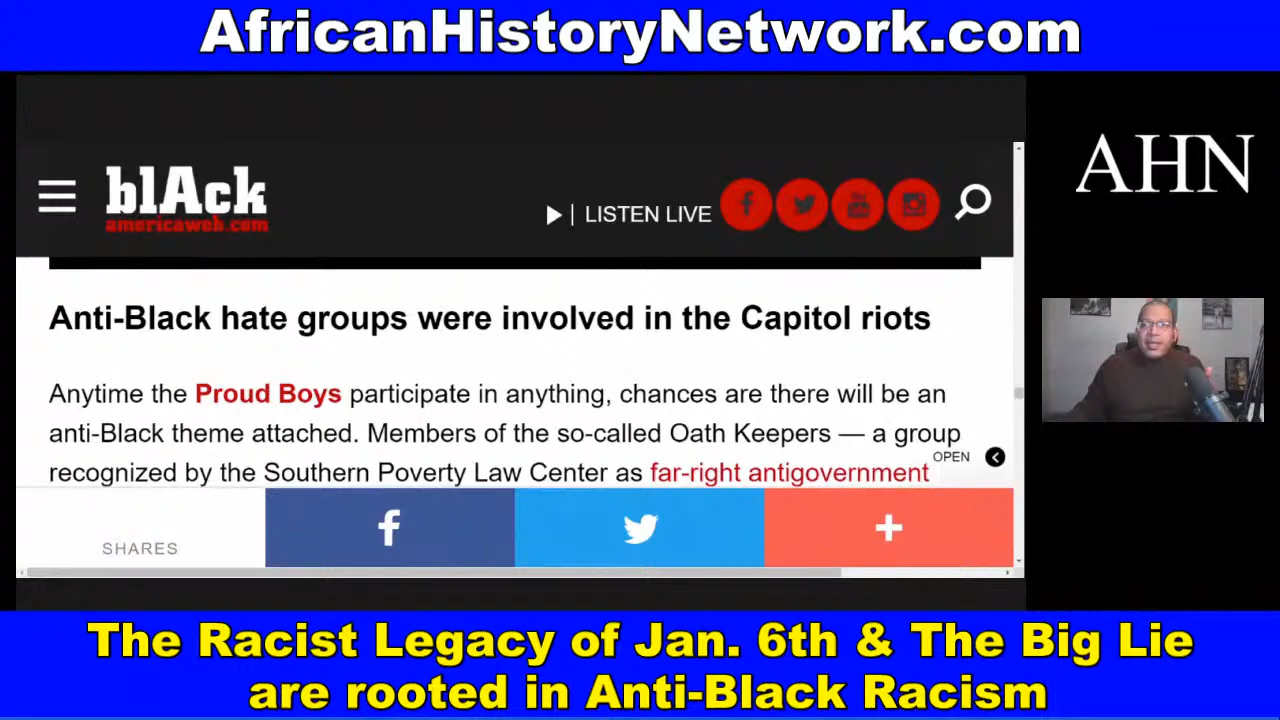 AfricanHistoryNetwork.com
AHN
blAck
americaweb.com
LISTEN LIVE
Anti-Black hate groups were involved in the Capitol riots
Anytime the Proud Boys participate in anything, chances are there will be an
anti-Black theme attached. Members of the so-called Oath Keepers — a group
OPEN
recognized by the Southern Poverty Law Center as far-right antigovernment
SHARES
The Racist Legacy of Jan. 6th & The Big Lie
are rooted in Anti-Black Racism